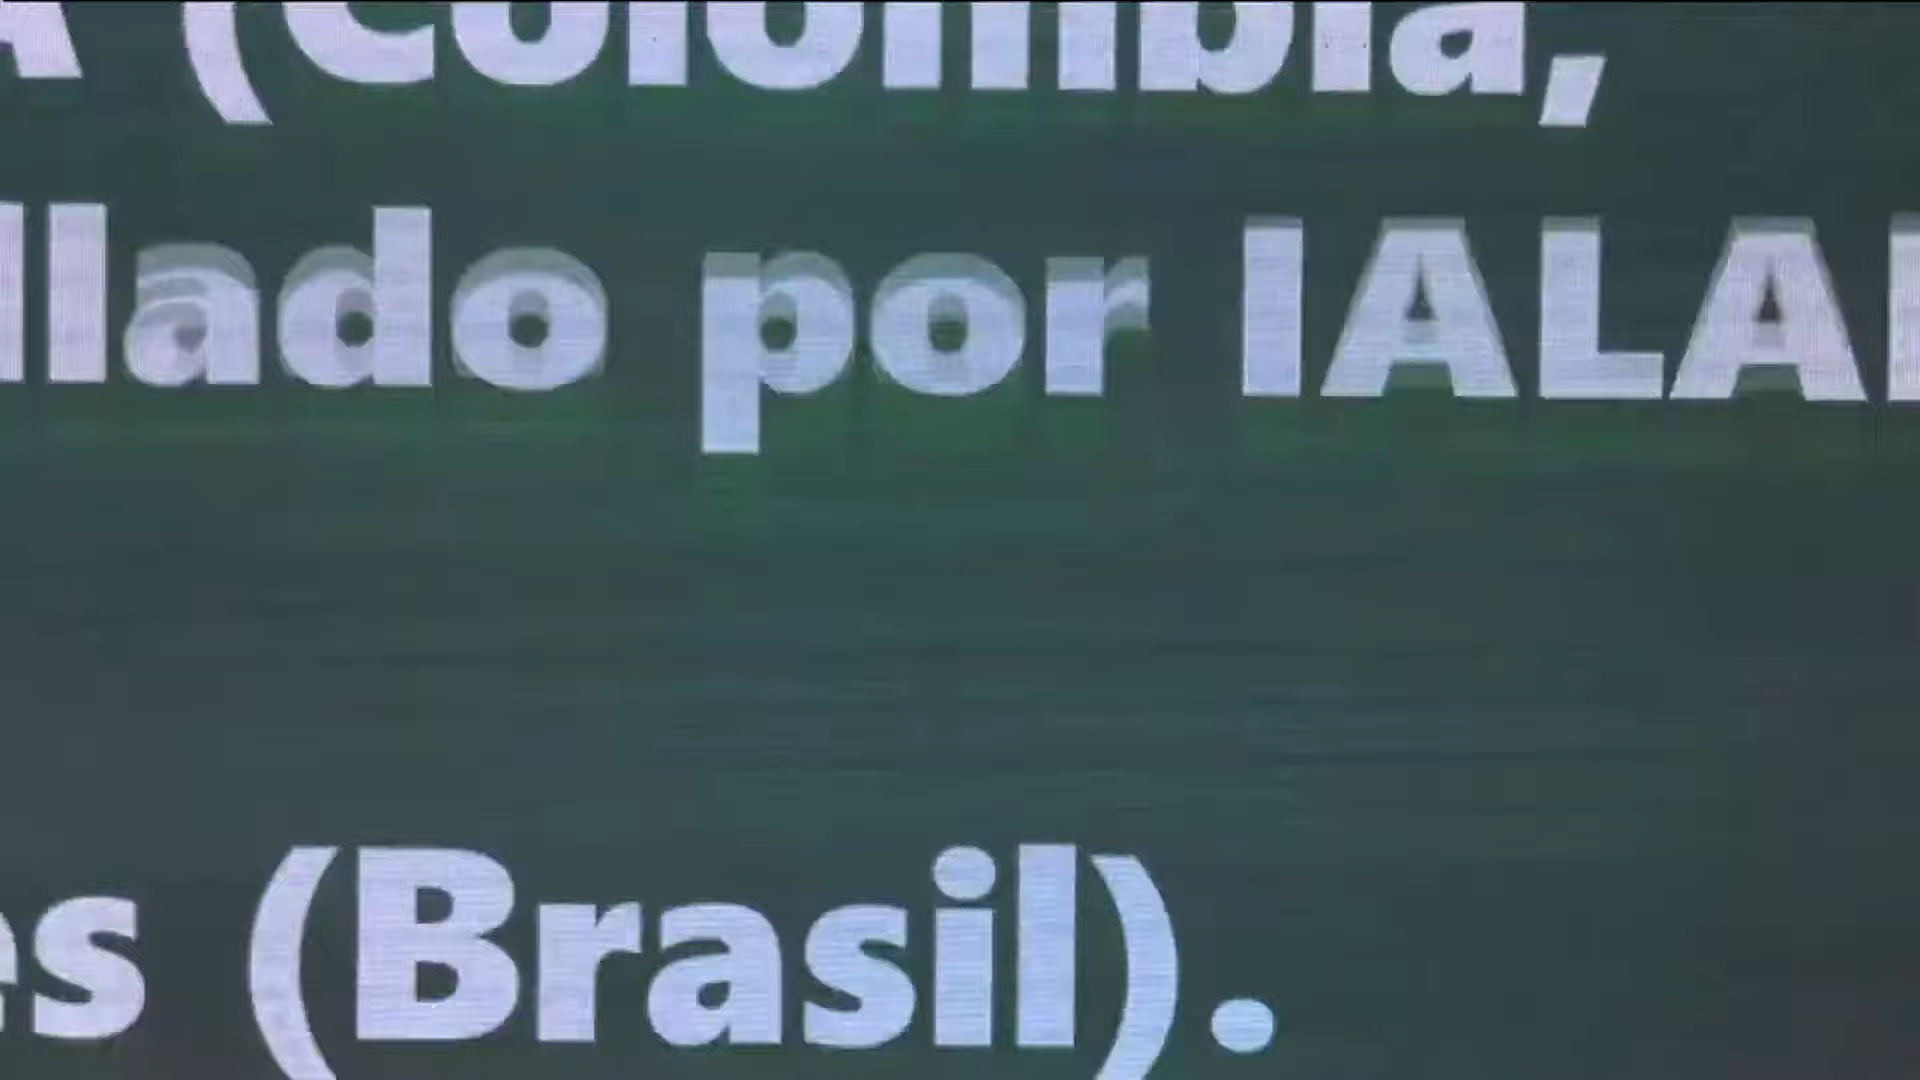 A (Colombia,
llado por IALA
es (Brasil).